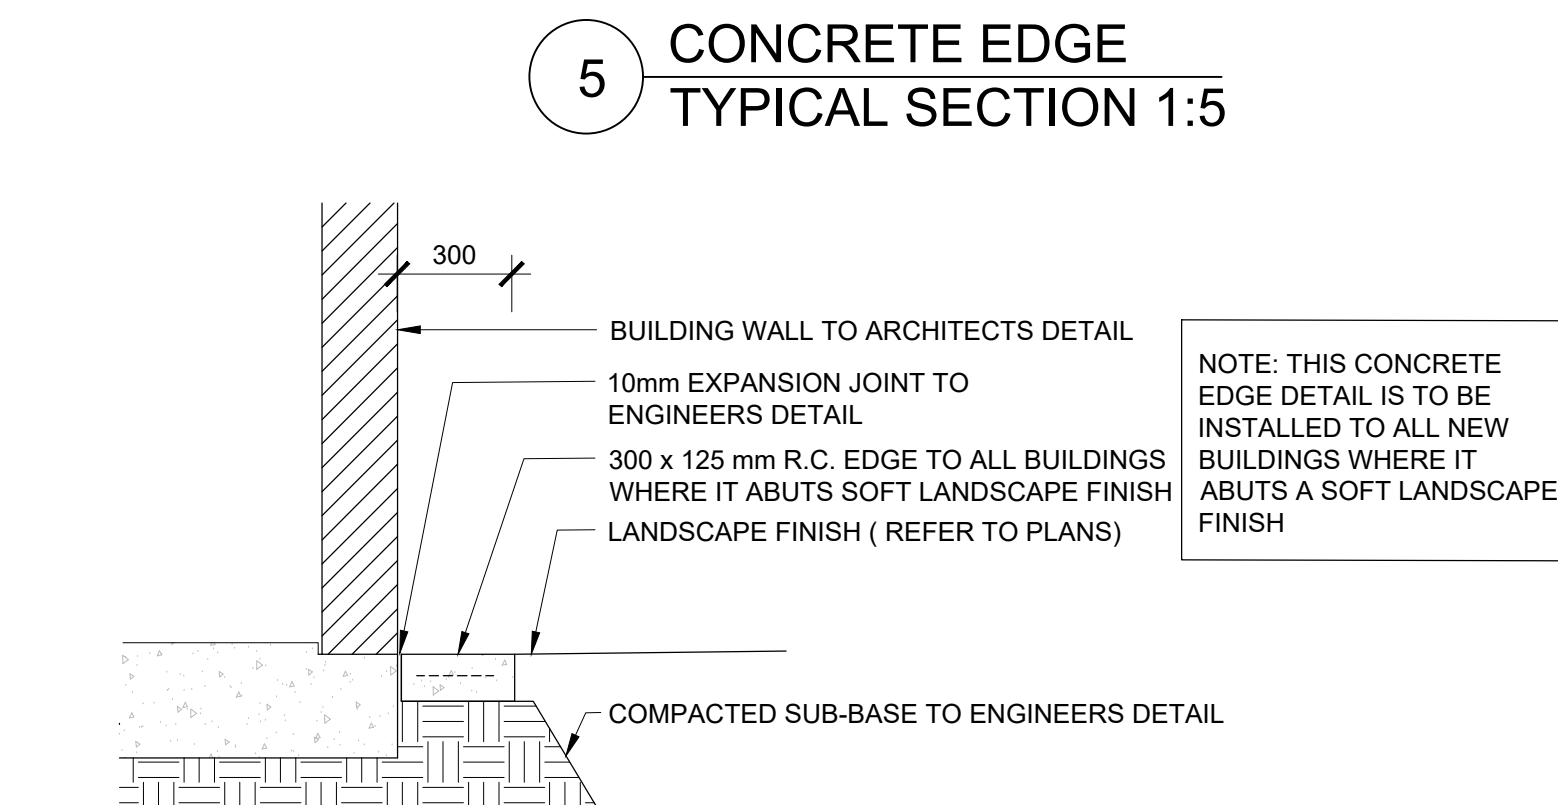 5
CONCRETE EDGE
TYPICAL SECTION 1:5
300
BUILDING WALL TO ARCHITECTS DETAIL
10mm EXPANSION JOINT TO
ENGINEERS DETAIL
300 x 125 mm R.C. EDGE TO ALL BUILDINGS
WHERE IT ABUTS SOFT LANDSCAPE FINISH
LANDSCAPE FINISH ( REFER TO PLANS)
COMPACTED SUB-BASE TO ENGINEERS DETAIL
NOTE: THIS CONCRETE
EDGE DETAIL IS TO BE
INSTALLED TO ALL NEW
BUILDINGS WHERE IT
ABUTS A SOFT LANDSCAPE
FINISH